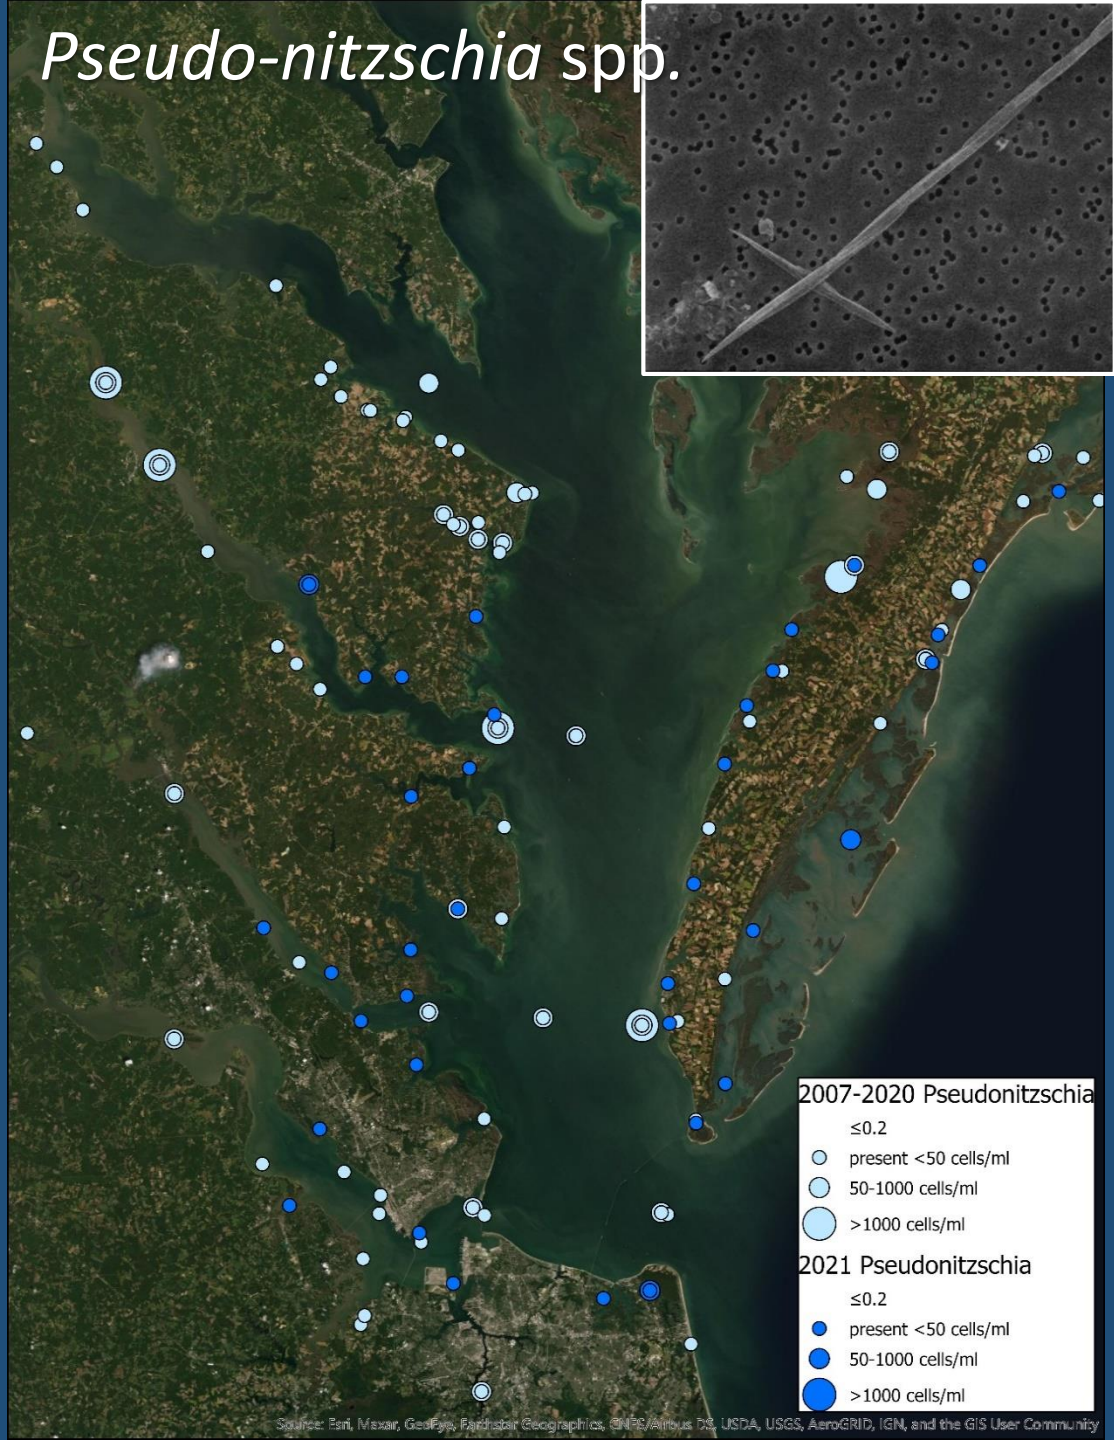 Pseudo-nitzschia spp.
2007-2020 Pseudonitzschia
≤0.2
present <50 cells/ml
50-1000 cells/ml
>1000 cells/ml
2021 Pseudonitzschia
≤0.2
present <50 cells/ml
50-1000 cells/ml
>1000 cells/ml
Source: Esri, Maxar, GeoEye, Earthstar Geographics, CNES/Airbus DS, USDA, USGS, AeroGRID, IGN, and the GIS User Community